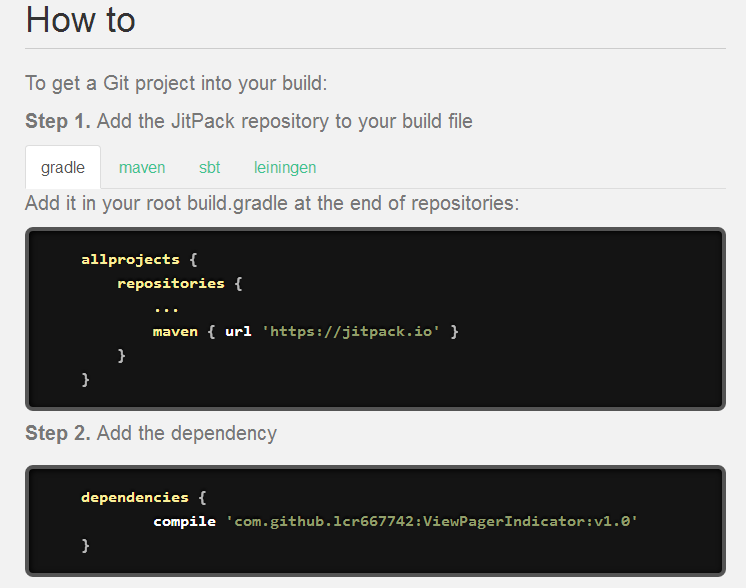 How to
To get a Git project into your build:
Step 1. Add the JitPack repository to your build file
gradle maven sbt leiningen
Add it in your root build.gradle at the end of repositories:
allprojects {
repositories {
...
maven { url 'https://jitpack.io' }
}
}
Step 2. Add the dependency
dependencies {
compile 'com.github.lcr667742:ViewPagerIndicator:v1.0'
}